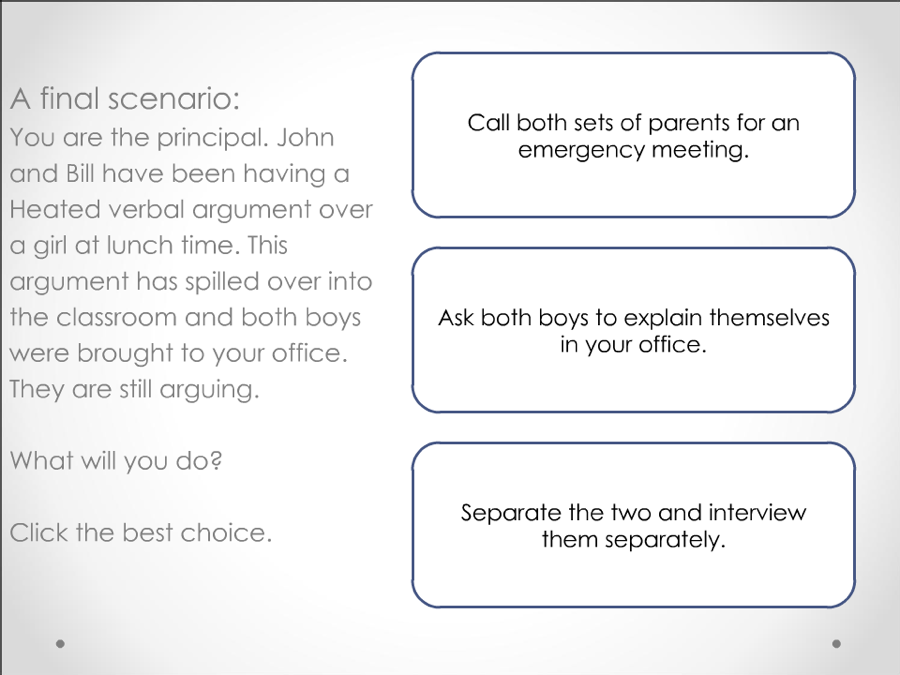 A final scenario:
You are the principal. John
and Bill have been having a
Heated verbal argument over
a girl at lunch time. This
argument has spilled over into
the classroom and both boys
were brought to your office.
They are still arguing.
What will you do?
Click the best choice.
Call both sets of parents for an
emergency meeting.
Ask both boys to explain themselves
in your office.
Separate the two and interview
them separately.